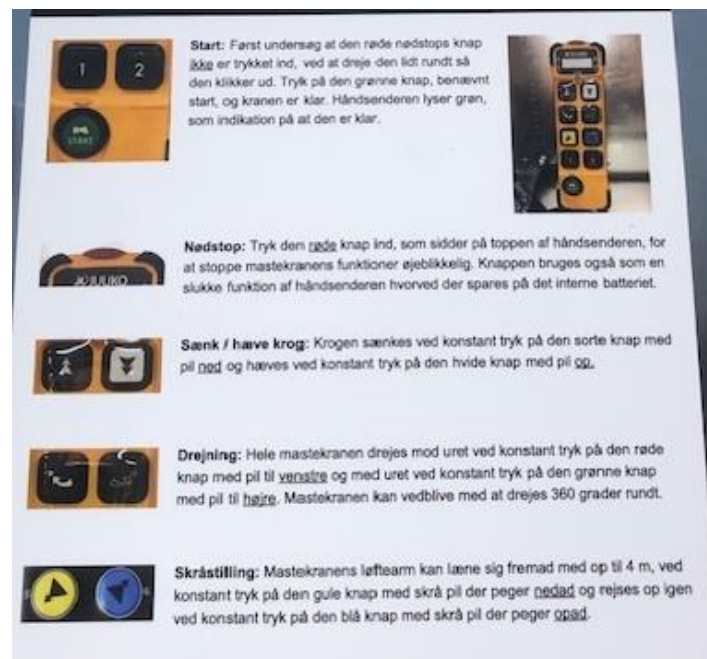 1 2
START
Start: Først undersøg at den røde nødstops knap
ikke er trykket ind, ved at dreje den lidt rundt så
den klikker ud. Tryk på den grønne knap, benævnt
start, og kranen er klar. Håndsenderen lyser grøn,
som indikation på at den er klar.
JUUKO
Nødstop: Tryk den røde knap ind, som sidder på toppen af håndsenderen, for
at stoppe mastekranens funktioner øjeblikkelig. Knappen bruges også som en
slukke funktion af håndsenderen hvorved der spares på det interne batteriet.
Sænk / hæve krog: Krogen sænkes ved konstant tryk på den sorte knap med
pil ned og hæves ved konstant tryk på den hvide knap med pil op.
Drejning: Hele mastekranen drejes mod uret ved konstant tryk på den røde
knap med pil til venstre og med uret ved konstant tryk på den grønne knap
med pil til højre. Mastekranen kan vedblive med at drejes 360 grader rundt.
Skråstilling: Mastekranens løftearm kan læne sig fremad med op til 4 m, ved
konstant tryk på den gule knap med skrå pil der peger nedad og rejses op igen
ved konstant tryk på den blå knap med skrå pil der peger opad.